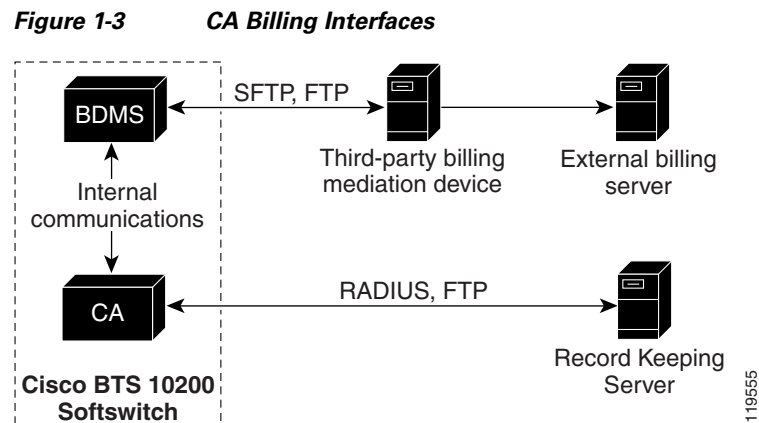 Figure 1-3 CA Billing Interfaces
BDMS
SFTP, FTP
Third-party billing
mediation device
External billing
server
Internal
communications
CA
RADIUS, FTP
Record Keeping
Server
Cisco BTS 10200
Softswitch
119555